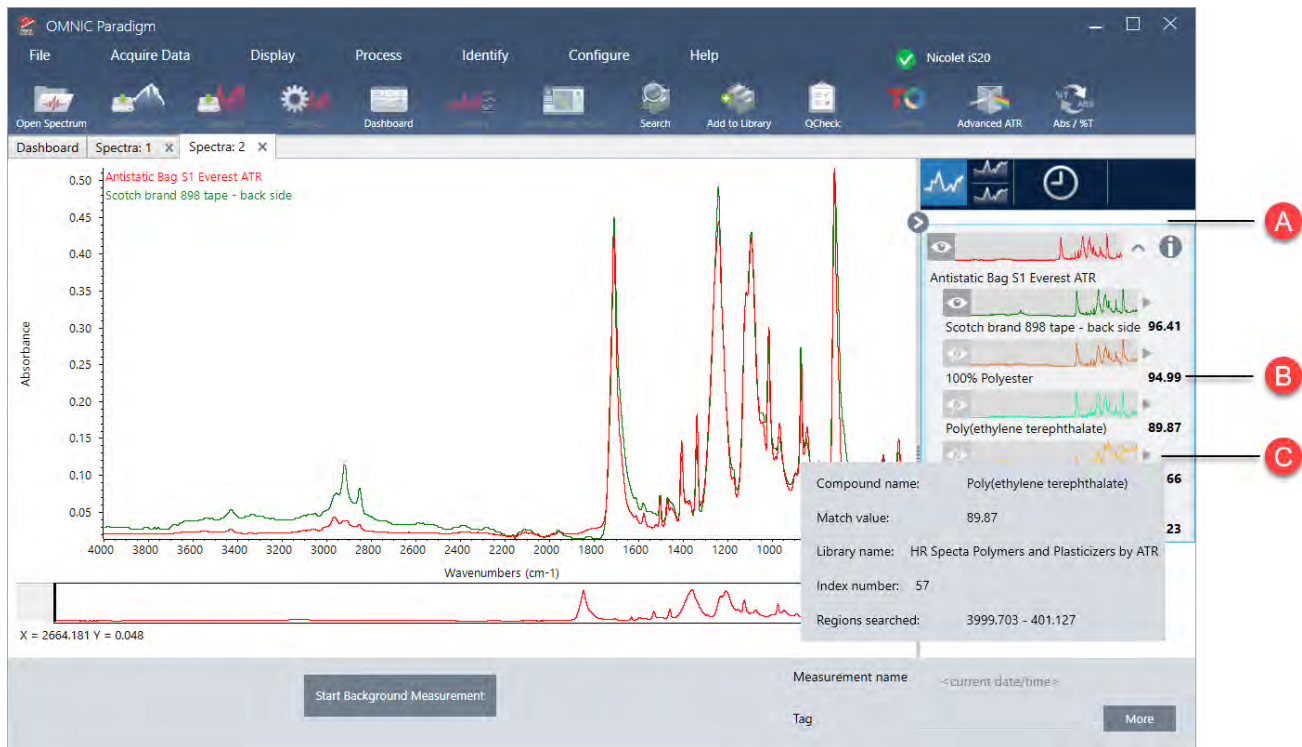 OMNIC Paradigm
File Acquire Data Display Process Identify Configure Help Nicolet iS20
Open Spectrum Dashboard Search Add to Library QCheck Advanced ATR Abs / %T
Dashboard Spectra: 1 Spectra: 2
Antistatic Bag S1 Everest ATR
Scotch brand 898 tape - back side
0.50
0.45
0.40
0.35
0.30
0.25
0.20
0.15
0.10
0.05
Absorbance
4000 3800 3600 3400 3200 3000 2800 2600 2400 2200 2000 1800 1600 1400 1200 1000
Wavenumbers (cm-1)
X = 2664.181 Y = 0.048
A
Antistatic Bag S1 Everest ATR
Scotch brand 898 tape - back side 96.41
100% Polyester 94.99
B
Poly(ethylene terephthalate) 89.87
C
66
23
Compound name: Poly(ethylene terephthalate)
Match value: 89.87
Library name: HR Specta Polymers and Plasticizers by ATR
Index number: 57
Regions searched: 3999.703 - 401.127
Start Background Measurement
Measurement name <current date/time>
Tag
More